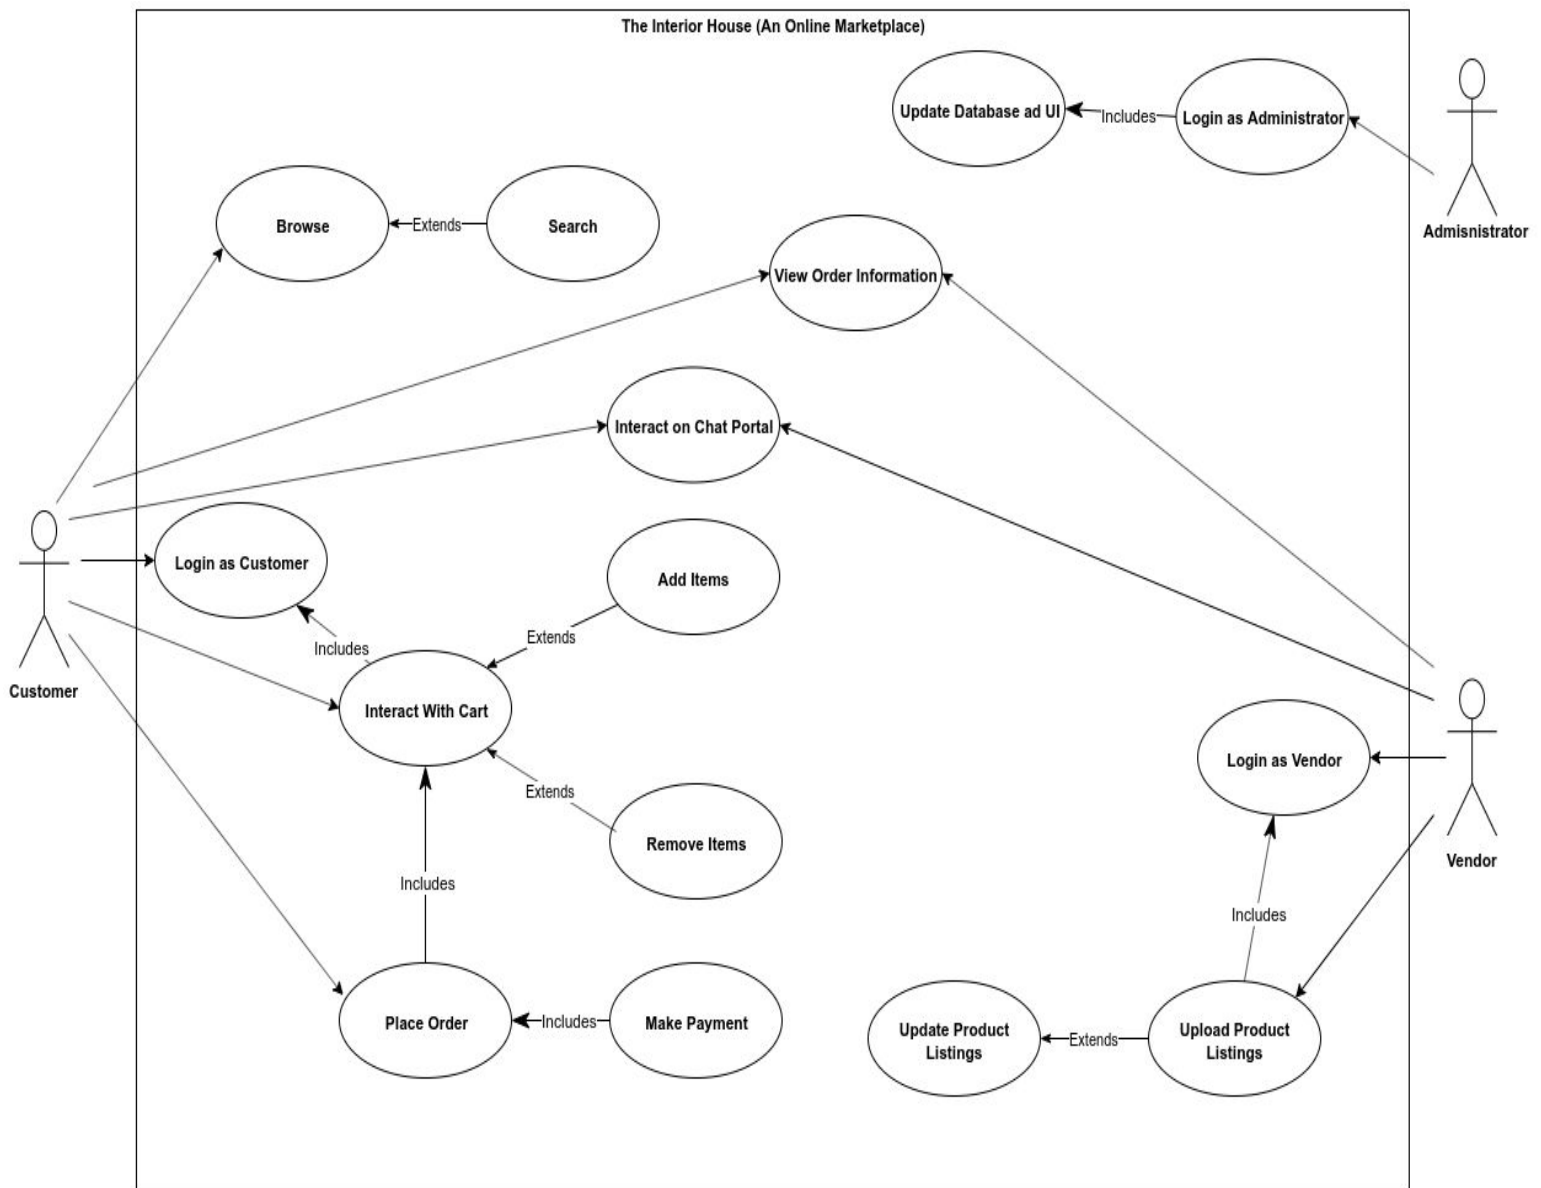 The Interior House (An Online Marketplace)
Update Database ad UI
Includes
Login as Administrator
Admisnistrator
Browse
Extends
Search
View Order Information
Interact on Chat Portal
Login as Customer
Add Items
Extends
Includes
Customer
Interact With Cart
Login as Vendor
Extends
Remove Items
Vendor
Includes
Includes
Place Order
Includes
Make Payment
Update Product
Listings
Extends
Upload Product
Listings